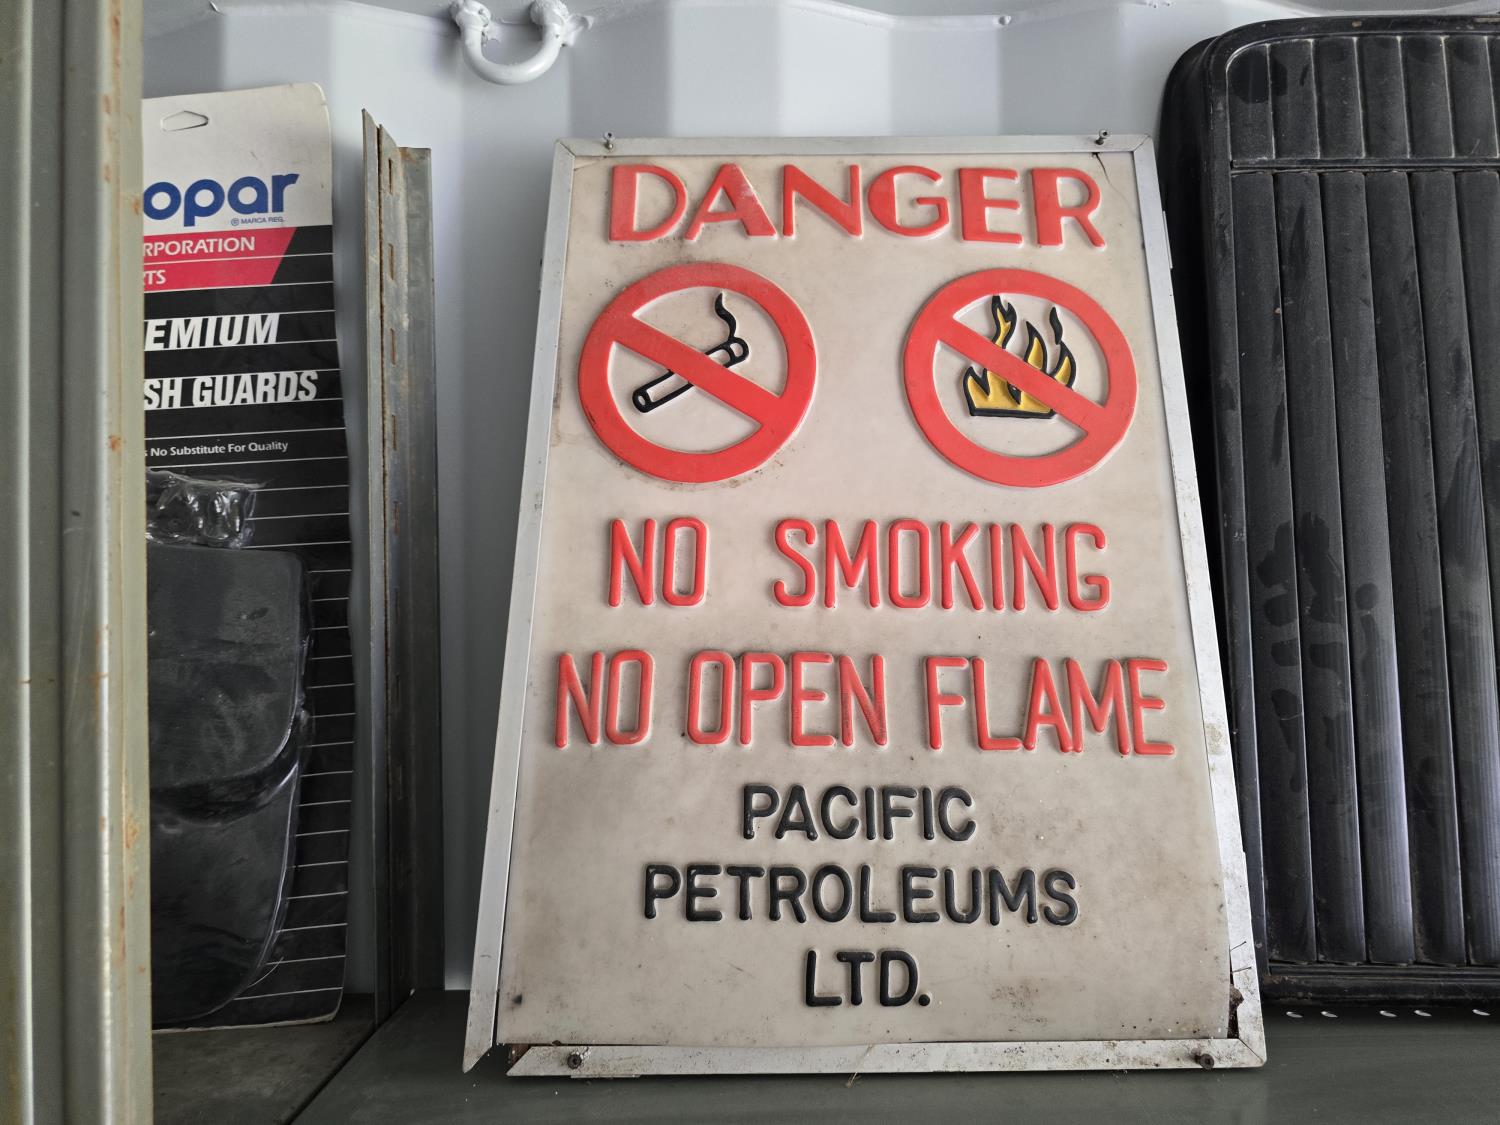 opar
© MARCA REG.
RPORATION
RTS
EMIUM
SH GUARDS
s No Substitute For Quality
DANGER
NO SMOKING
NO OPEN FLAME
PACIFIC
PETROLEUMS
LTD.